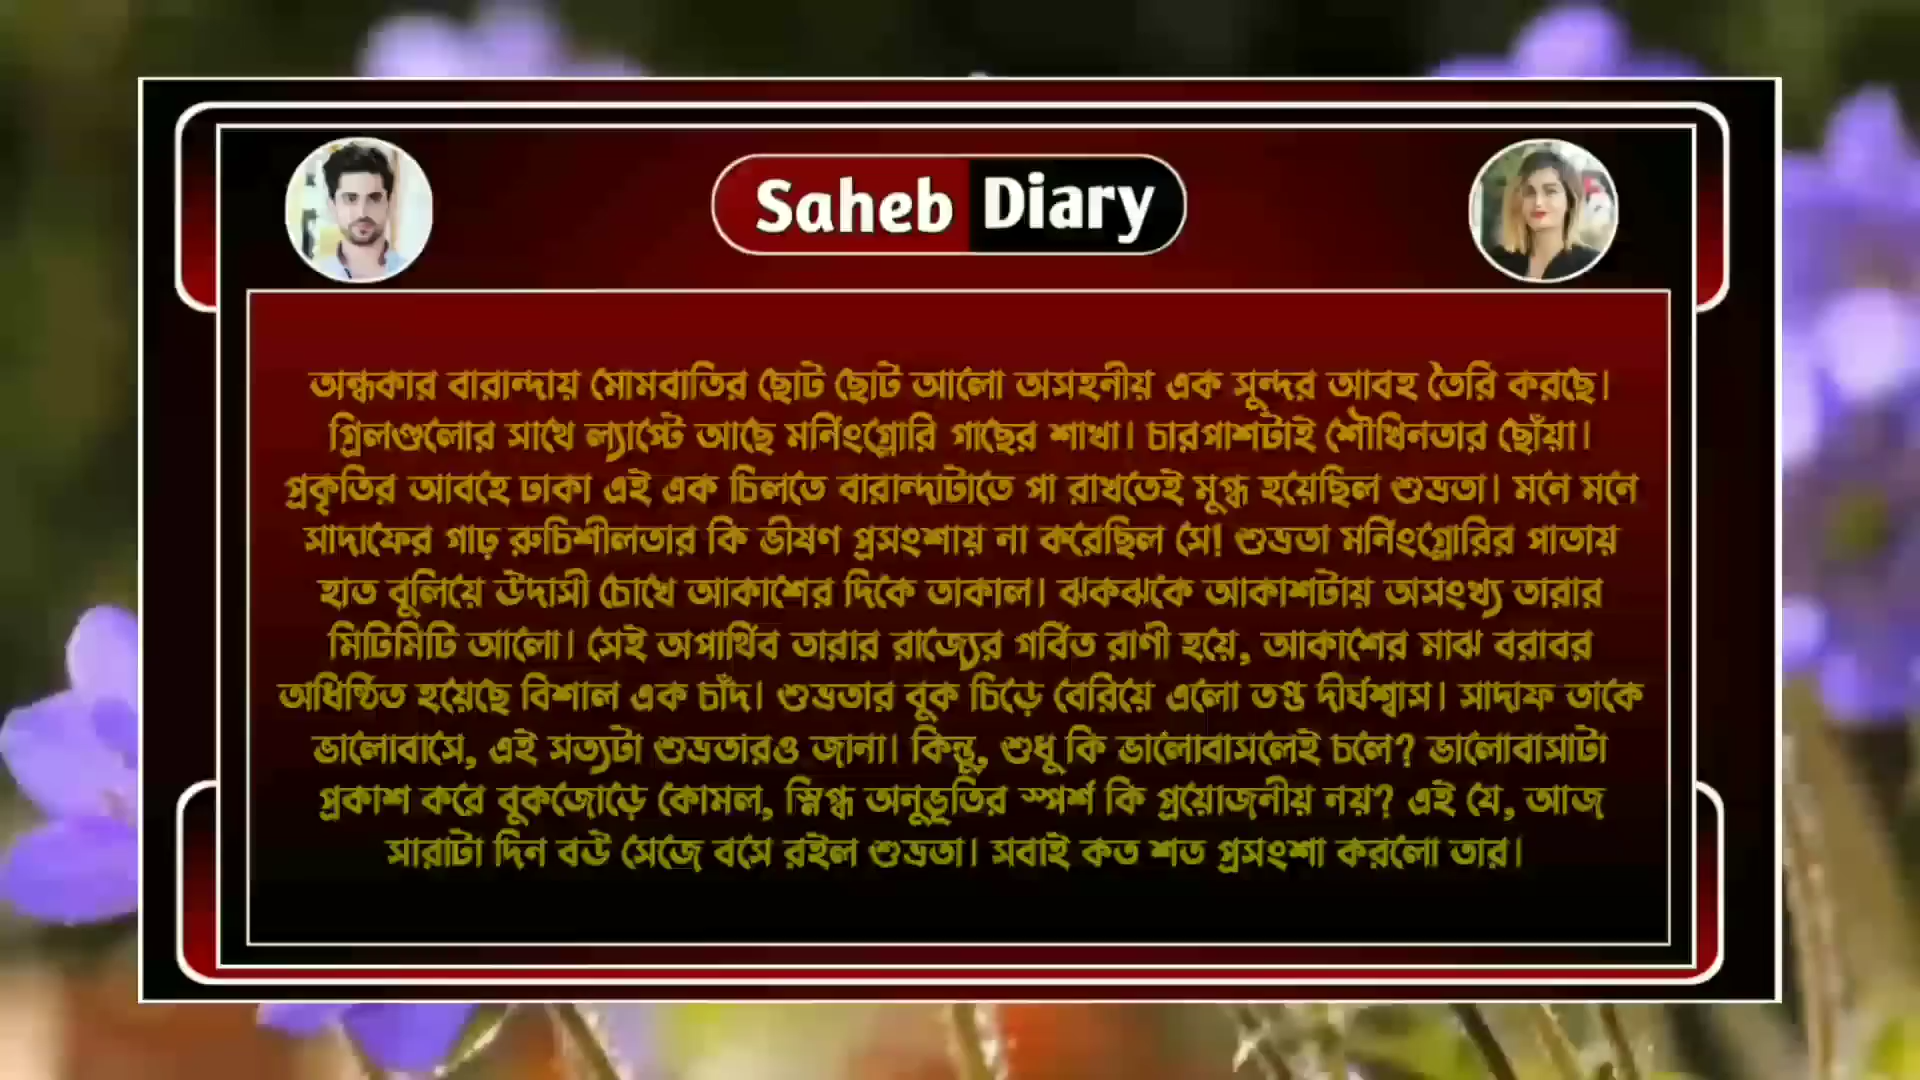 Saheb Diary
অন্ধকার বারান্দায় মোমবাতির ছোট ছোট আলো অসহনীয় এক সুন্দর আবহ তৈরি করছে।
গ্রিলগুলোর সাথে ল্যাপ্টে আছে মর্নিংগ্লোরি গাছের শাখা। চারপাশটাই শৌখিনতার ছোঁয়া।
প্রকৃতির আবহে ঢাকা এই এক চিলতে বারান্দাটাতে পা রাখতেই মুগ্ধ হয়েছিল শুভ্রতা। মনে মনে
সাদাফের গাঢ় রুচিশীলতার কি ভীষণ প্রসংশায় না করেছিল সে! শুভ্রতা মর্নিংগ্লোরির পাতায়
হাত বুলিয়ে উদাসী চোখে আকাশের দিকে তাকাল। ঝকঝকে আকাশটায় অসংখ্য তারার
মিটিমিটি আলো। সেই অপার্থিব তারার রাজ্যের গর্বিত রাণী হয়ে, আকাশের মাঝ বরাবর
অধিষ্ঠিত হয়েছে বিশাল এক চাঁদ। শুভ্রতার বুক চিড়ে বেরিয়ে এলো তপ্ত দীর্ঘশ্বাস। সাদাফ তাকে
ভালোবাসে, এই সত্যটা শুভ্রতারও জানা। কিন্তু, শুধু কি ভালোবাসলেই চলে? ভালোবাসাটা
প্রকাশ করে বুকজোড়ে কোমল, স্নিগ্ধ অনুভূতির স্পর্শ কি প্রয়োজনীয় নয়? এই যে, আজ
সারাটা দিন বউ সেজে বসে রইল শুভ্রতা। সবাই কত শত প্রসংশা করলো তার।